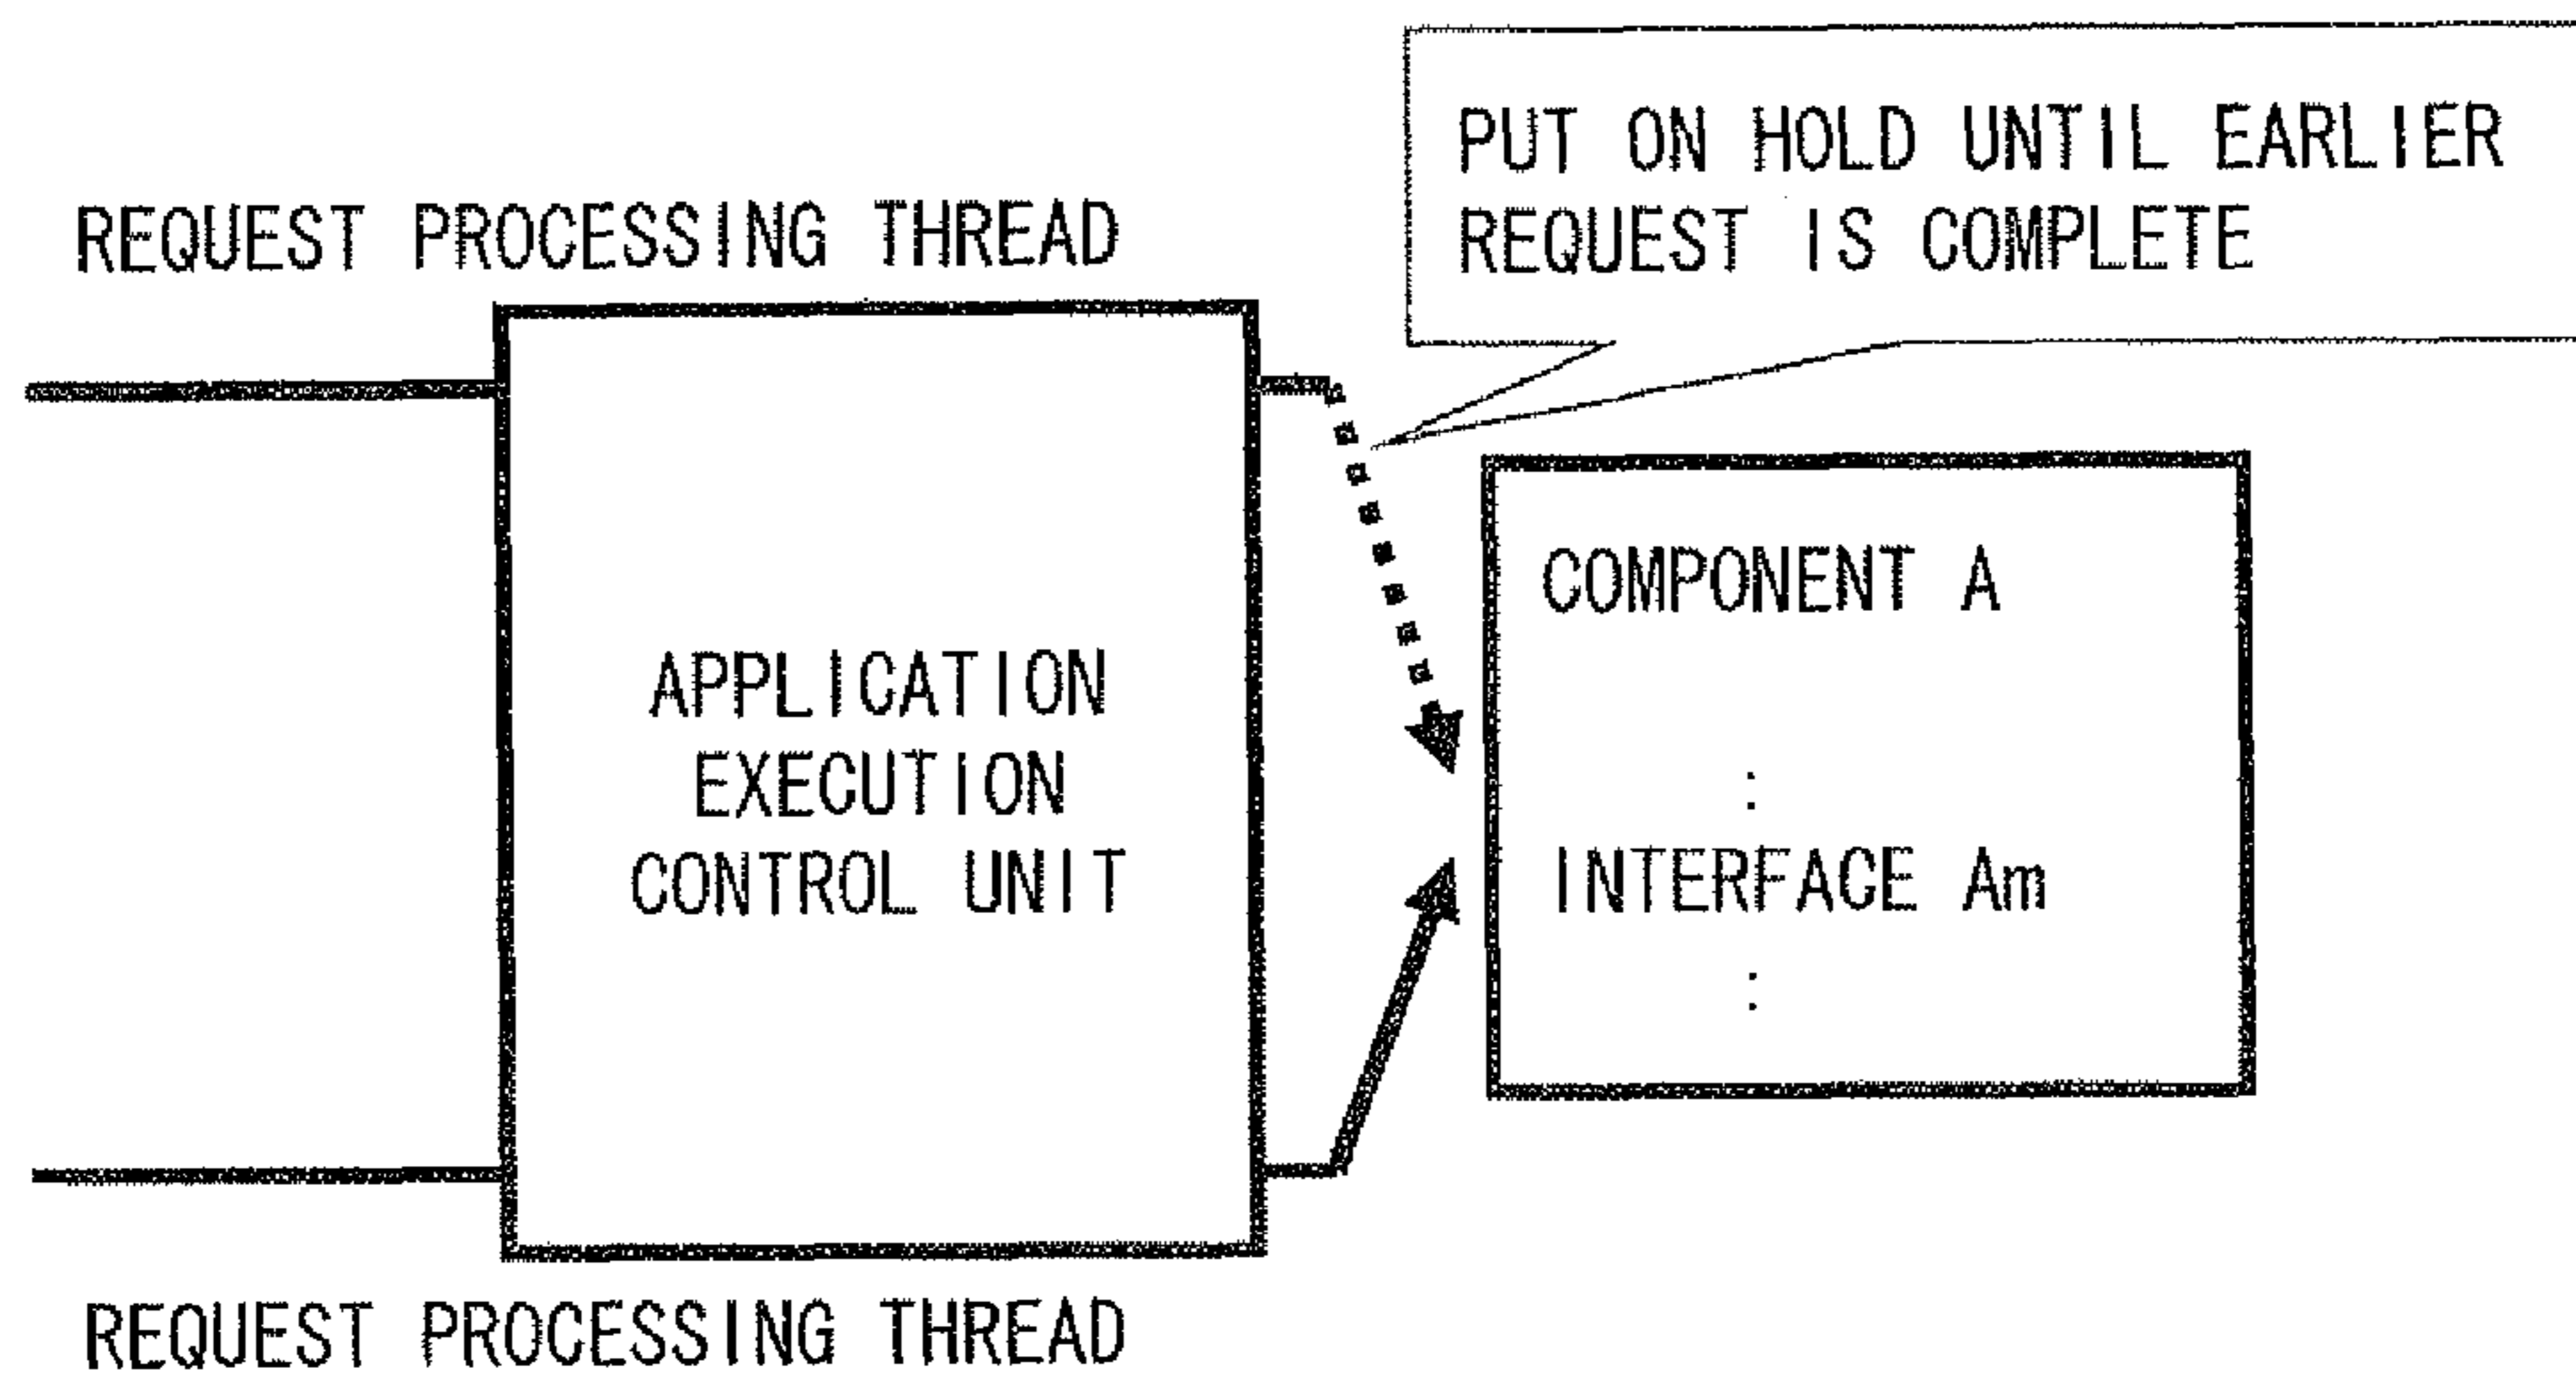 PUT ON HOLD UNTIL EARLIER
REQUEST IS COMPLETE
REQUEST PROCESSING THREAD
APPLICATION
EXECUTION
CONTROL UNIT
COMPONENT A
:
INTERFACE Am
:
REQUEST PROCESSING THREAD